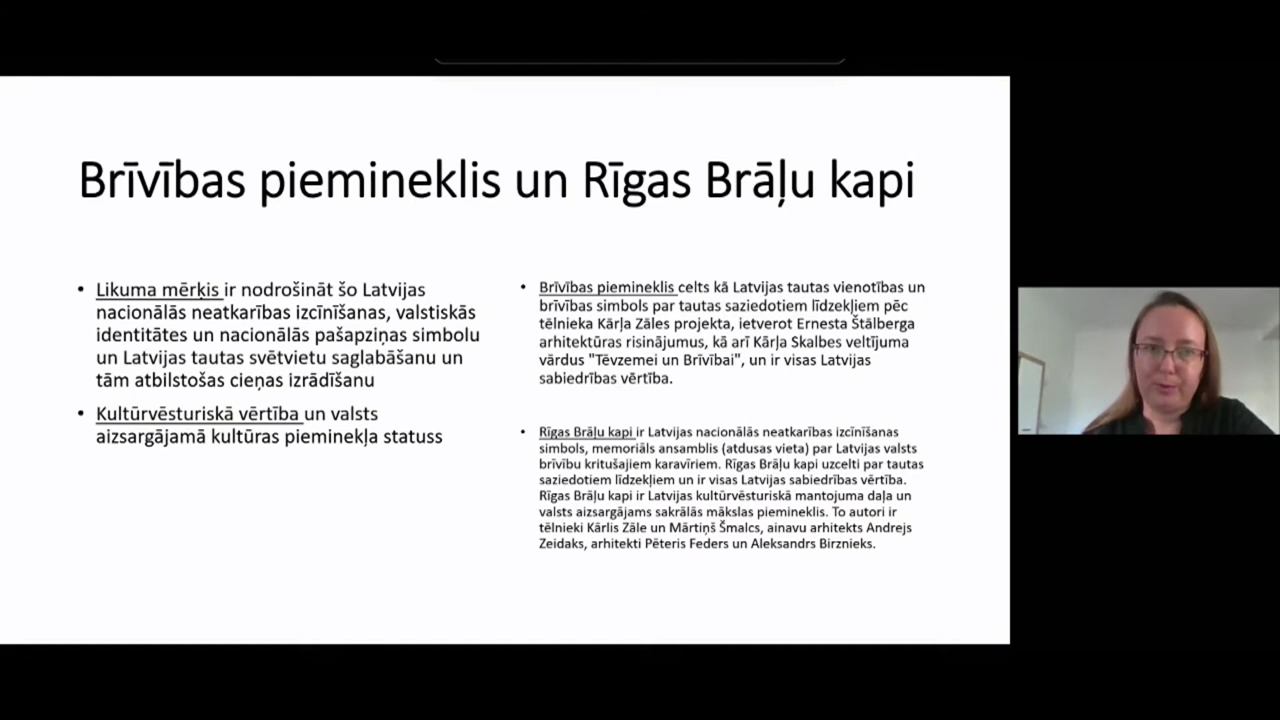 Brīvības piemineklis un Rīgas Brāļu kapi
• Likuma mērķis ir nodrošināt šo Latvijas
nacionālās neatkarības izcīnīšanas, valstiskās
identitātes un nacionālās pašapziņas simbolu
un Latvijas tautas svētvietu saglabāšanu un
tām atbilstošas cieņas izrādīšanu
• Kultūrvēsturiskā vērtība un valsts
aizsargājamā kultūras pieminekļa statuss
• Brīvības piemineklis celts kā Latvijas tautas vienotības un
brīvības simbols par tautas saziedotiem līdzekļiem pēc
tēlnieka Kārļa Zāles projekta, ietverot Ernesta Štālberga
arhitektūras risinājumus, kā arī Kārļa Skalbes veltījuma
vārdus "Tēvzemei un Brīvībai", un ir visas Latvijas
sabiedrības vērtība.
• Rīgas Brāļu kapi ir Latvijas nacionālās neatkarības izcīnīšanas
simbols, memoriāls ansamblis (atdusas vieta) par Latvijas valsts
brīvību kritušajiem karavīriem. Rīgas Brāļu kapi uzcelti par tautas
saziedotiem līdzekļiem un ir visas Latvijas sabiedrības vērtība.
Rīgas Brāļu kapi ir Latvijas kultūrvēsturiskā mantojuma daļa un
valsts aizsargājams sakrālās mākslas piemineklis. To autori ir
tēlnieki Kārlis Zāle un Mārtiņš Šmalcs, ainavu arhitekts Andrejs
Zeidaks, arhitekti Pēteris Feders un Aleksandrs Birznieks.